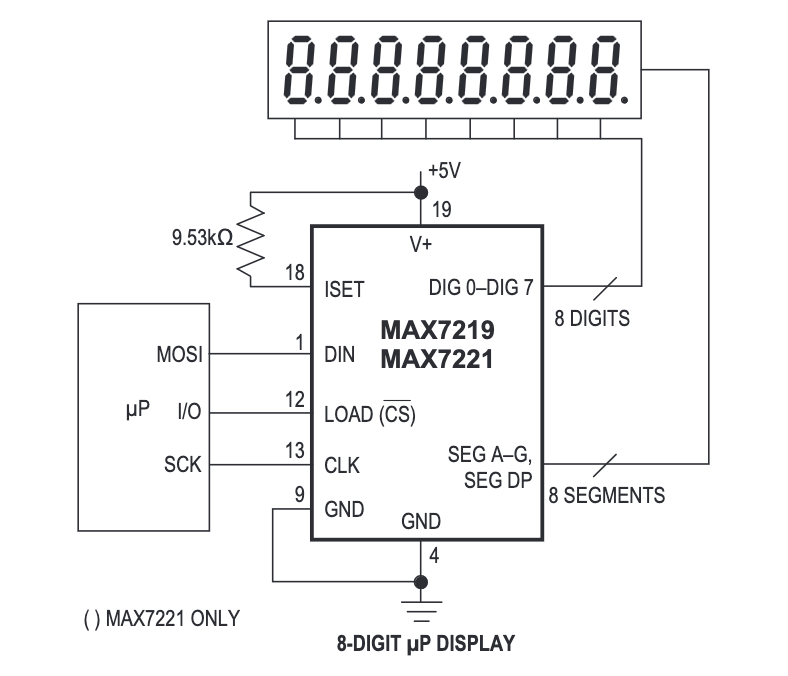 8.8.8.8.8.8.8.8.
+5V
19
9.53kΩ
V+
18
ISET
DIG 0–DIG 7
8 DIGITS
MAX7219
MAX7221
MOSI
1
DIN
µP
I/O
12
LOAD (C̅S̅)
SCK
13
CLK
SEG A–G,
SEG DP
8 SEGMENTS
9
GND
GND
4
( ) MAX7221 ONLY
8-DIGIT µP DISPLAY